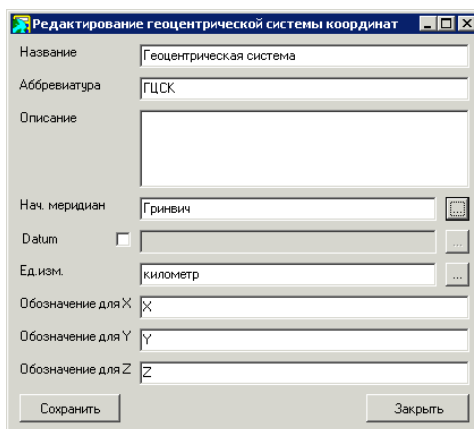 Редактирование геоцентрической системы координат
Название Геоцентрическая система
Аббревиатура ГЦСК
Описание
Нач. меридиан Гринвич ...
Datum ...
Ед.изм. километр ...
Обозначение для X X
Обозначение для Y Y
Обозначение для Z Z
Сохранить Закрыть